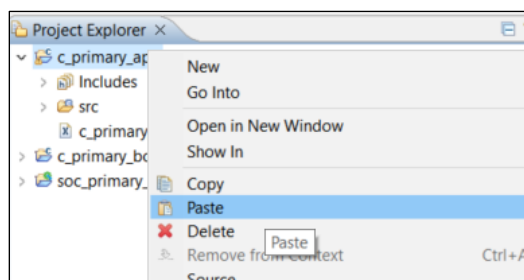 Project Explorer
c_primary_ap
Includes
src
c_primary
c_primary_bo
soc_primary_
New
Go Into
Open in New Window
Show In
Copy
Paste
Delete
Paste
Remove from Context Ctrl+A
Source